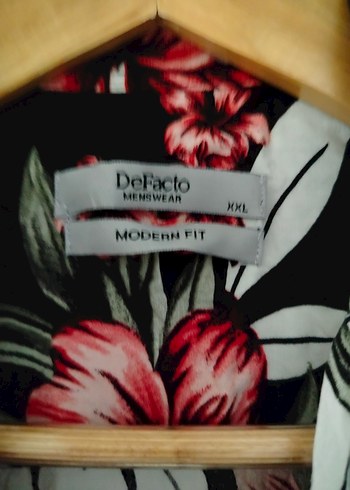 DeFacto
MENSWEAR
XXL
MODERN FIT